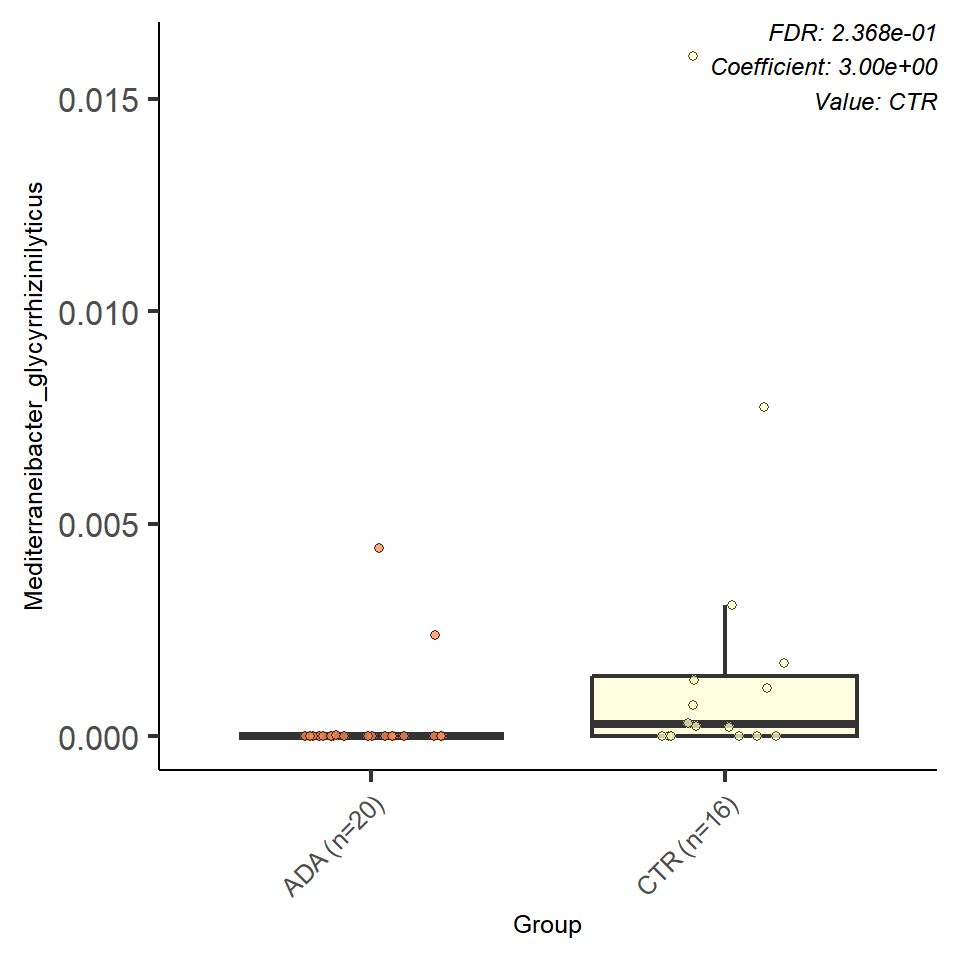 FDR: 2.368e-01
Coefficient: 3.00e+00
Value: CTR
0.015
0.010
0.005
0.000
Mediterraneibacter_glycyrrhizinilyticus
ADA (n=20)
CTR (n=16)
Group